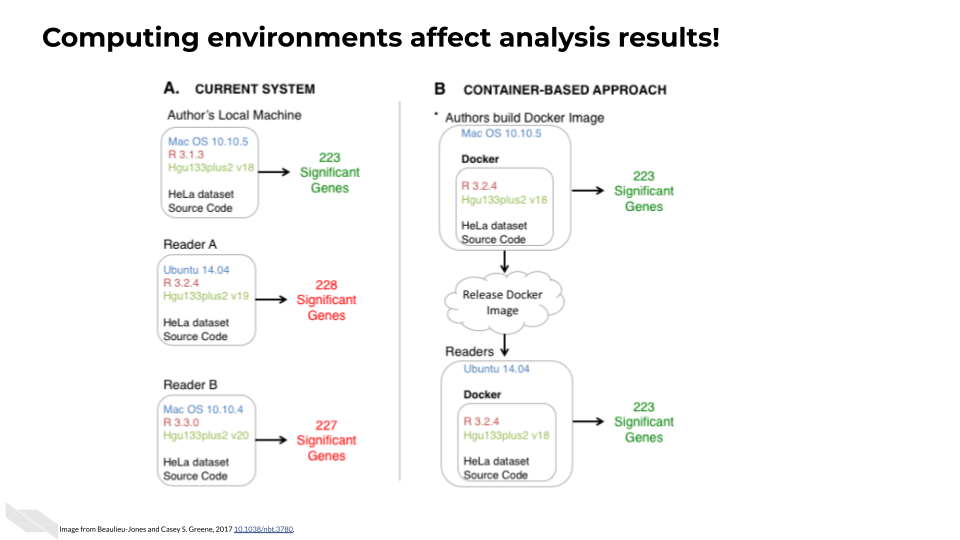 Computing environments affect analysis results!
A. CURRENT SYSTEM
Author's Local Machine
Mac OS 10.10.5
R 3.1.3
Hgu133plus2 v18
HeLa dataset
Source Code
223
Significant
Genes
Reader A
Ubuntu 14.04
R 3.2.4
Hgu133plus2 v19
HeLa dataset
Source Code
228
Significant
Genes
Reader B
Mac OS 10.10.4
R 3.3.0
Hgu133plus2 v20
HeLa dataset
Source Code
227
Significant
Genes
B CONTAINER-BASED APPROACH
Authors build Docker Image
Mac OS 10.10.5
Docker
R 3.2.4
Hgu133plus2 v18
HeLa dataset
Source Code
223
Significant
Genes
Release Docker
Image
Readers
Ubuntu 14.04
Docker
R 3.2.4
Hgu133plus2 v18
HeLa dataset
Source Code
223
Significant
Genes
Image from Beaulieu-Jones and Casey S. Greene, 2017 10.1038/nbt.3780.